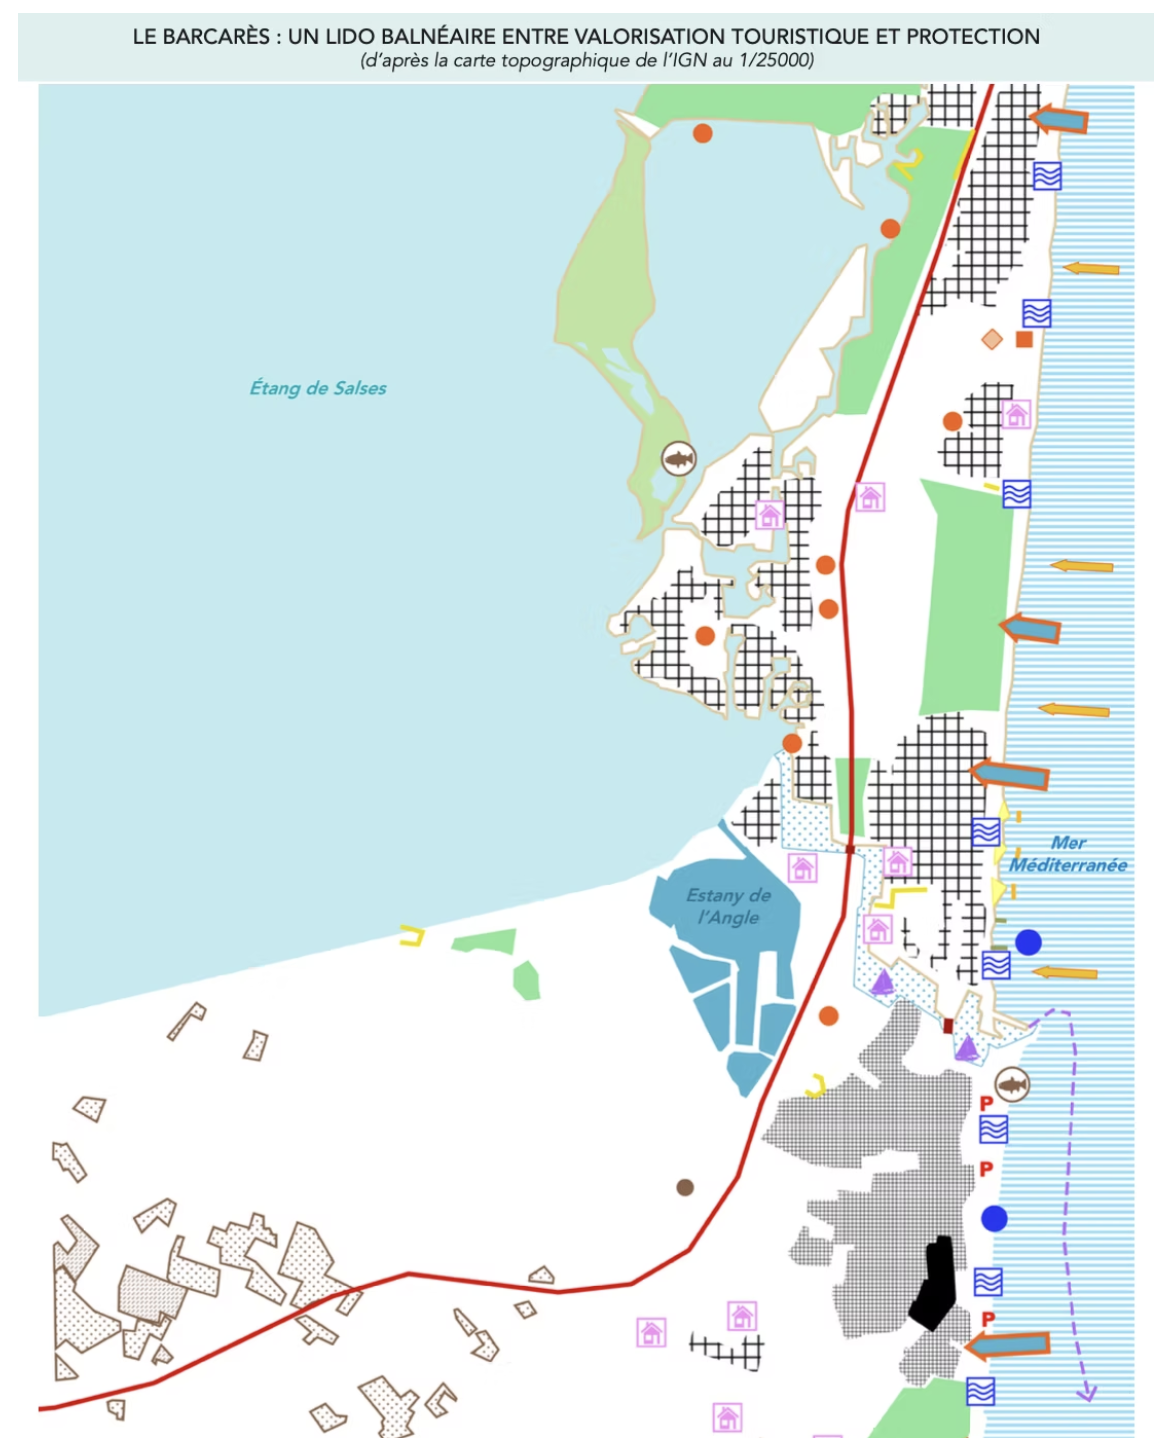 LE BARCARÈS : UN LIDO BALNÉAIRE ENTRE VALORISATION TOURISTIQUE ET PROTECTION
(d'après la carte topographique de l'IGN au 1/25000)
Étang de Salses
Mer
Méditerranée
Estany de
l'Angle
P
P
P